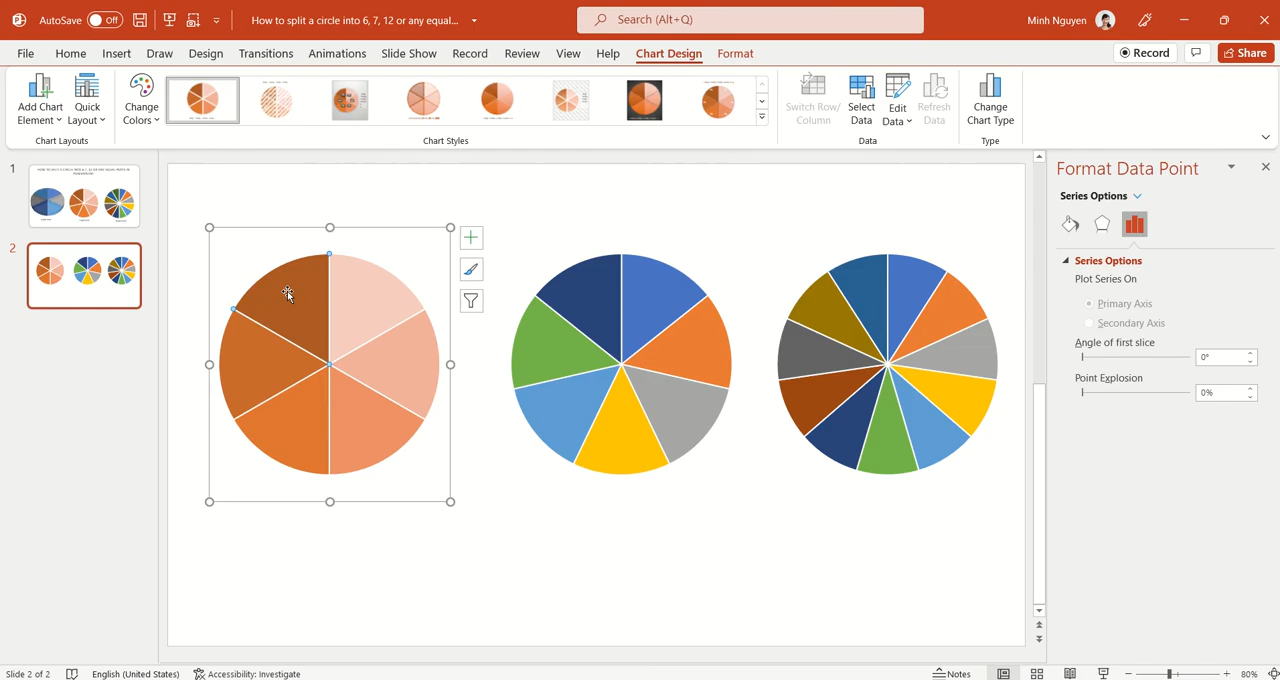 AutoSave Off How to split a circle into 6, 7, 12 or any equal... Search (Alt+Q) Minh Nguyen
File Home Insert Draw Design Transitions Animations Slide Show Record Review View Help Chart Design Format Record Share
Add Chart Element Quick Layout Change Colors Switch Row/ Column Select Data Edit Data Refresh Data Change Chart Type
Chart Layouts Chart Styles Data Type
1
2
Format Data Point
Series Options
Series Options
Plot Series On
Primary Axis
Secondary Axis
Angle of first slice
0°
Point Explosion
0%
Slide 2 of 2 English (United States) Accessibility: Investigate Notes 80%